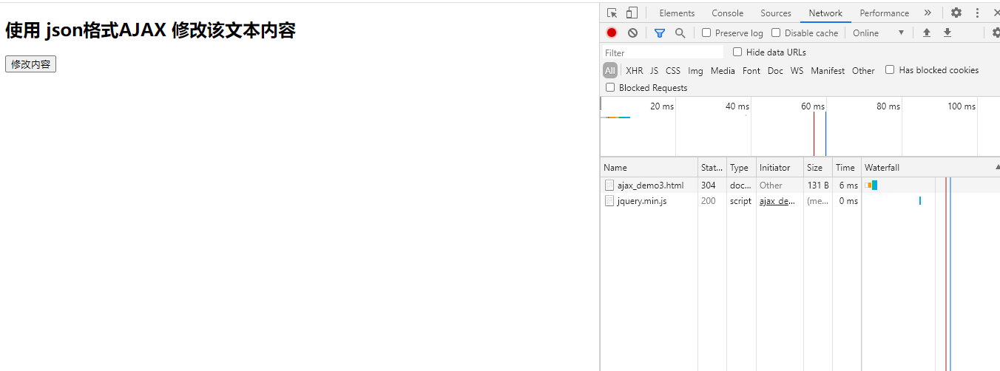 使用 json格式AJAX 修改该文本内容
修改内容
Elements Console Sources Network Performance
Preserve log Disable cache Online
Filter Hide data URLs
All XHR JS CSS Img Media Font Doc WS Manifest Other Has blocked cookies
Blocked Requests
20 ms 40 ms 60 ms 80 ms 100 ms
Name Stat... Type Initiator Size Time Waterfall
ajax_demo3.html 304 doc... Other 131 B 6 ms
jquery.min.js 200 script ajax_de... (me... 0 ms